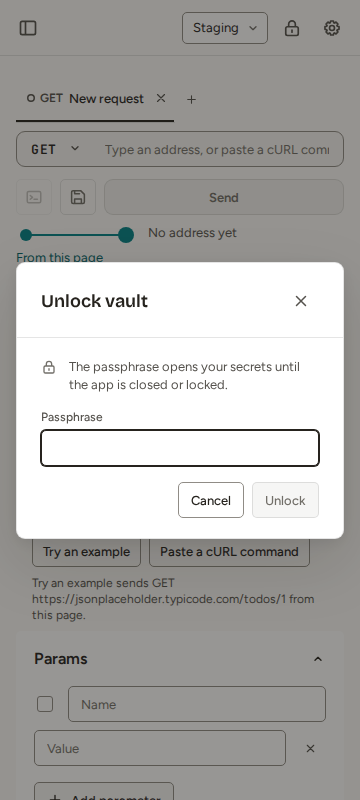 Staging
GET New request
GET Type an address, or paste a cURL comm
Send
No address yet
From this page
Unlock vault
The passphrase opens your secrets until
the app is closed or locked.
Passphrase
Cancel Unlock
Try an example Paste a cURL command
Try an example sends GET
https://jsonplaceholder.typicode.com/todos/1 from
this page.
Params
Name
Value
Add parameter